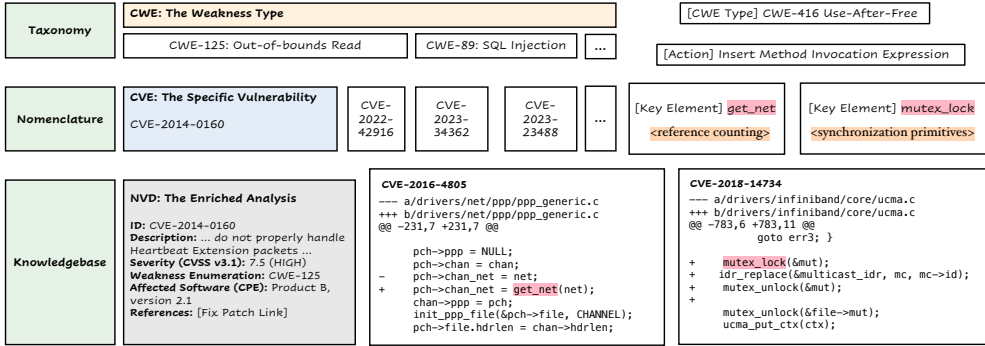 Taxonomy
CWE: The Weakness Type
CWE-125: Out-of-bounds Read
CWE-89: SQL Injection
...
[CWE Type] CWE-416 Use-After-Free
[Action] Insert Method Invocation Expression
Nomenclature
CVE: The Specific Vulnerability
CVE-2014-0160
CVE-
2022-
42916
CVE-
2023-
34362
CVE-
2023-
23488
...
[Key Element] get_net
<reference counting>
[Key Element] mutex_lock
<synchronization primitives>
Knowledgebase
NVD: The Enriched Analysis
ID: CVE-2014-0160
Description: ... do not properly handle
Heartbeat Extension packets ...
Severity (CVSS v3.1): 7.5 (HIGH)
Weakness Enumeration: CWE-125
Affected Software (CPE): Product B,
version 2.1
References: [Fix Patch Link]
CVE-2016-4805
--- a/drivers/net/ppp/ppp_generic.c
+++ b/drivers/net/ppp/ppp_generic.c
@@ -231,7 +231,7 @@
pch->ppp = NULL;
pch->chan = chan;
- pch->chan_net = net;
+ pch->chan_net = get_net(net);
chan->ppp = pch;
init_ppp_file(&pch->file, CHANNEL);
pch->file.hdrlen = chan->hdrlen;
CVE-2018-14734
--- a/drivers/infiniband/core/ucma.c
+++ b/drivers/infiniband/core/ucma.c
@@ -783,6 +783,11 @@
goto err3; }
+ mutex_lock(&mut);
+ idr_replace(&multicast_idr, mc, mc->id);
+ mutex_unlock(&mut);
+
mutex_unlock(&file->mut);
ucma_put_ctx(ctx);